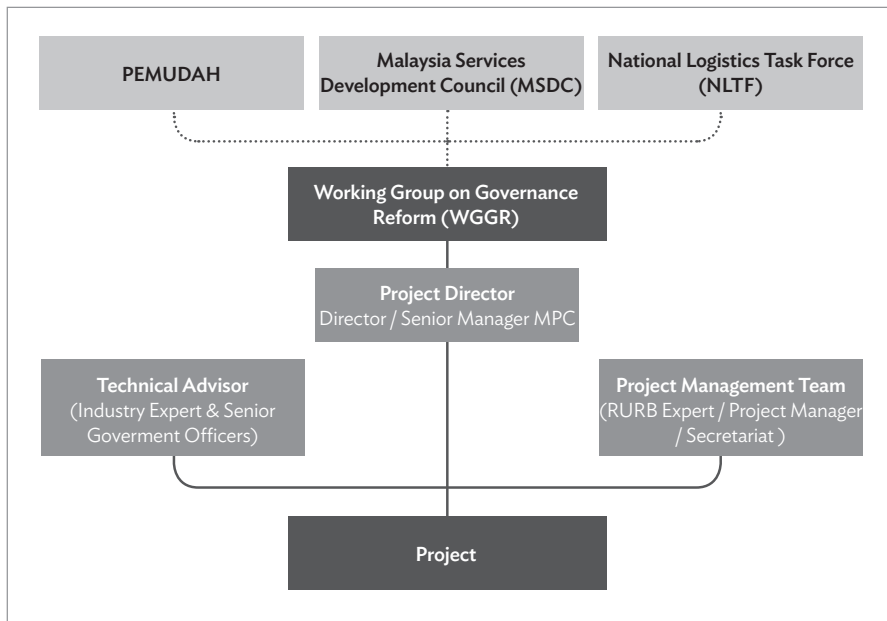 PEMUDAH
Malaysia Services
Development Council (MSDC)
National Logistics Task Force
(NLTF)
Working Group on Governance
Reform (WGGR)
Project Director
Director / Senior Manager MPC
Technical Advisor
(Industry Expert & Senior
Goverment Officers)
Project Management Team
(RURB Expert / Project Manager
/ Secretariat )
Project